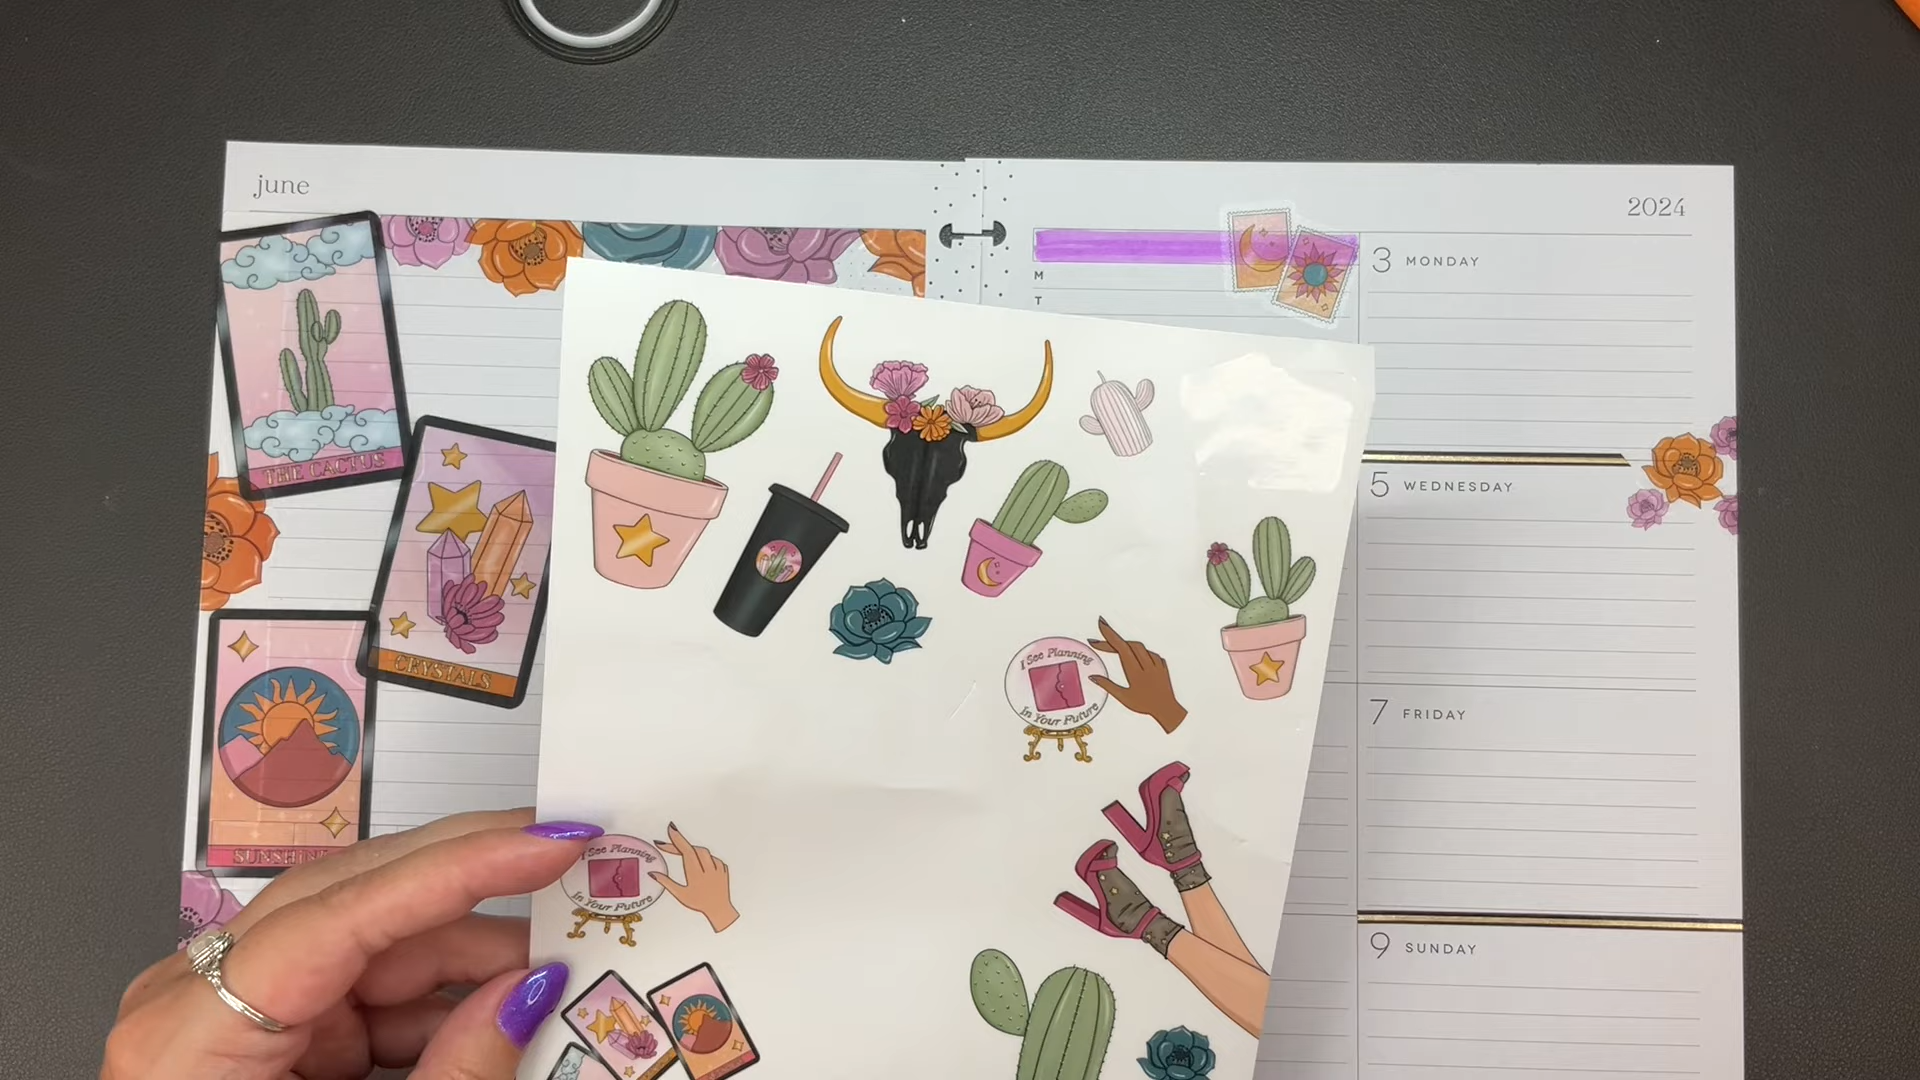 june
2024
THE CACTUS
CRYSTALS
SUNSHINE
M
T
3 MONDAY
5 WEDNESDAY
7 FRIDAY
9 SUNDAY
I See Planning
In Your Future
I See Planning
In Your Future